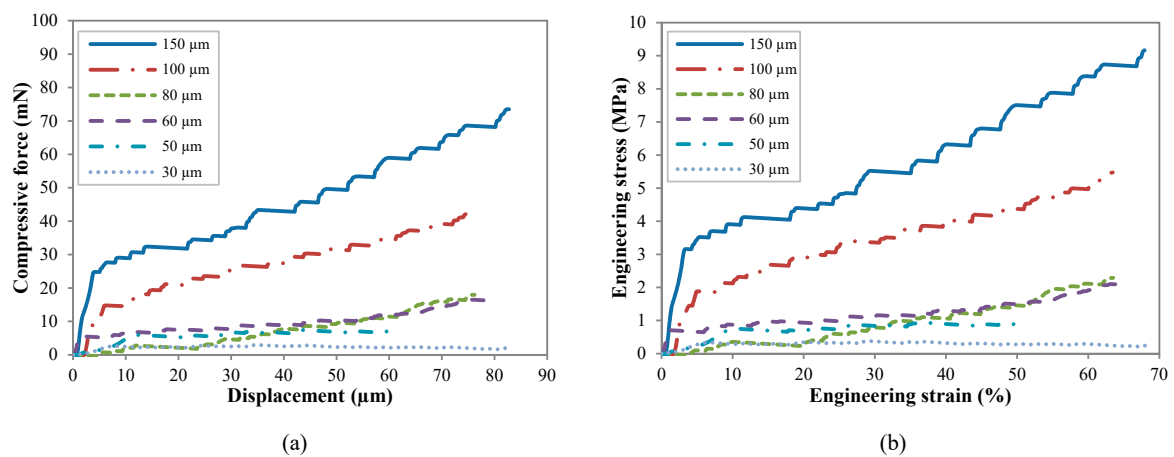 100
90
80
70
60
50
40
30
20
10
0
Compressive force (mN)
150 µm
100 µm
80 µm
60 µm
50 µm
30 µm
0 10 20 30 40 50 60 70 80 90
Displacement (µm)
(a)
10
9
8
7
6
5
4
3
2
1
0
Engineering stress (MPa)
150 µm
100 µm
80 µm
60 µm
50 µm
30 µm
0 10 20 30 40 50 60 70
Engineering strain (%)
(b)